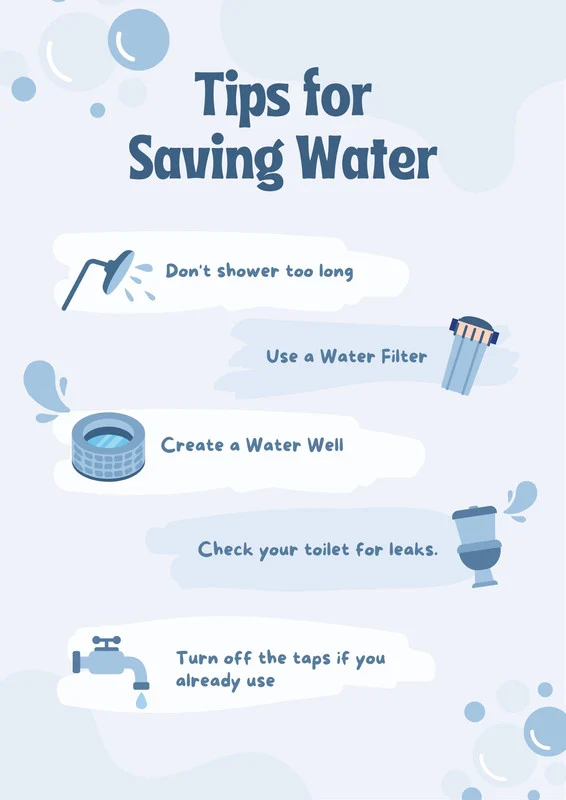 Tips for
Saving Water
Don't shower too long
Use a Water Filter
Create a Water Well
Check your toilet for leaks.
Turn off the taps if you
already use